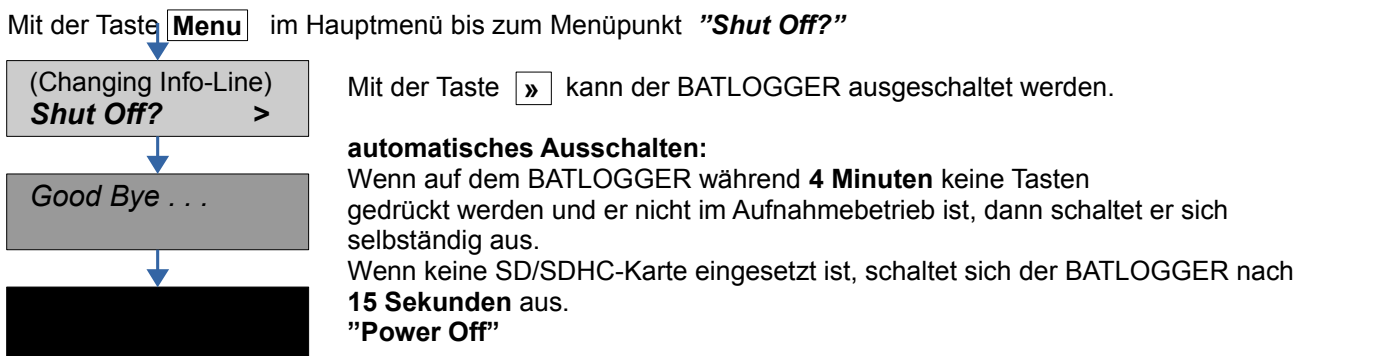 Mit der Taste Menu im Hauptmenü bis zum Menüpunkt ”Shut Off?”
(Changing Info-Line)
Shut Off? >
Mit der Taste » kann der BATLOGGER ausgeschaltet werden.
automatisches Ausschalten:
Good Bye . . .
Wenn auf dem BATLOGGER während 4 Minuten keine Tasten
gedrückt werden und er nicht im Aufnahmebetrieb ist, dann schaltet er sich
selbständig aus.
Wenn keine SD/SDHC-Karte eingesetzt ist, schaltet sich der BATLOGGER nach
15 Sekunden aus.
”Power Off”